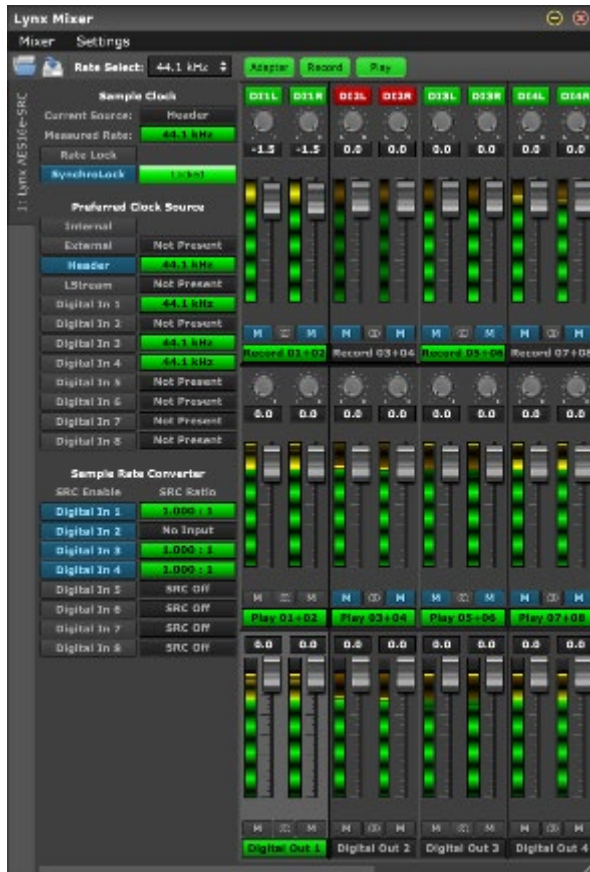 Lynx Mixer
Mixer Settings
Rate Select: 44.1 kHz Adapter Record Play
1: Lynx AES16e-SRC
Sample Clock
Current Source: Header
Measured Rate: 44.1 kHz
Rate Lock
SynchroLock Locked
Preferred Clock Source
Internal
External Not Present
Header 44.1 kHz
LStream Not Present
Digital In 1 44.1 kHz
Digital In 2 Not Present
Digital In 3 44.1 kHz
Digital In 4 44.1 kHz
Digital In 5 Not Present
Digital In 6 Not Present
Digital In 7 Not Present
Digital In 8 Not Present
Sample Rate Converter
SRC Enable SRC Ratio
Digital In 1 1.000 : 1
Digital In 2 No Input
Digital In 3 1.000 : 1
Digital In 4 1.000 : 1
Digital In 5 SRC Off
Digital In 6 SRC Off
Digital In 7 SRC Off
Digital In 8 SRC Off
DI1L DI1R DI2L DI2R DI3L DI3R DI4L DI4R
-1.5 -1.5 0.0 0.0 0.0 0.0 0.0 0.0
M M M M M M M M
Record 01+02 Record 03+04 Record 05+06 Record 07+08
0.0 0.0 0.0 0.0 0.0 0.0 0.0 0.0
M M M M M M M M
Play 01+02 Play 03+04 Play 05+06 Play 07+08
0.0 0.0 0.0 0.0 0.0 0.0 0.0 0.0
M M M M M M M M
Digital Out 1 Digital Out 2 Digital Out 3 Digital Out 4